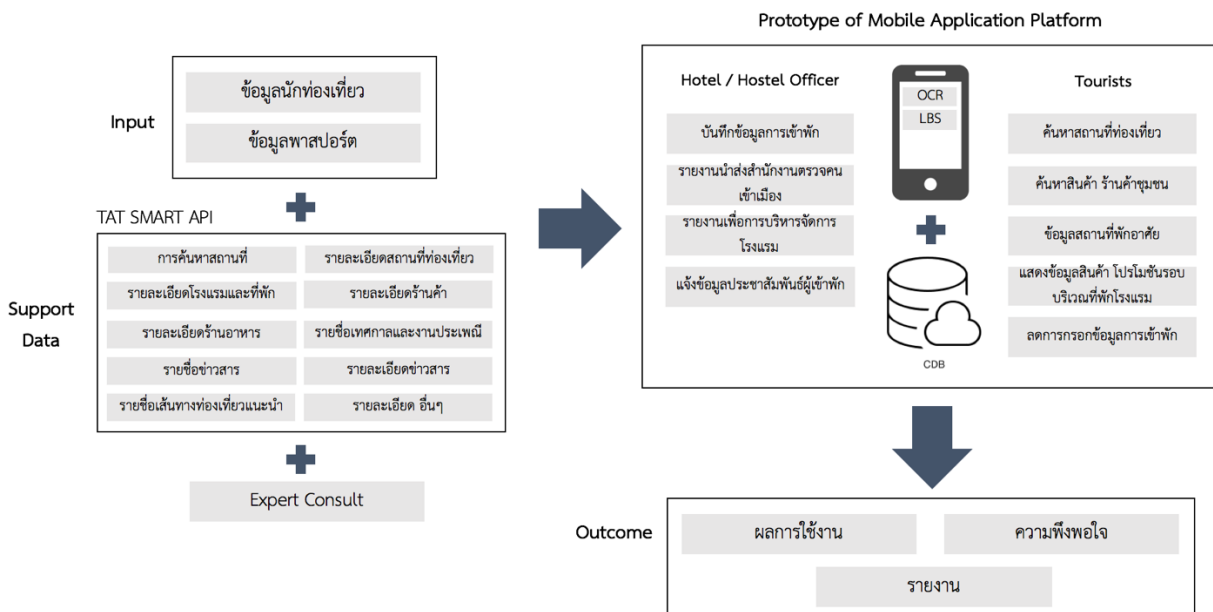 Prototype of Mobile Application Platform
Input
ข้อมูลนักท่องเที่ยว
ข้อมูลพาสปอร์ต
TAT SMART API
Support
Data
การค้นหาสถานที่
รายละเอียดสถานที่ท่องเที่ยว
รายละเอียดโรงแรมและที่พัก
รายละเอียดร้านค้า
รายละเอียดร้านอาหาร
รายชื่อเทศกาลและงานประเพณี
รายชื่อข่าวสาร
รายละเอียดข่าวสาร
รายชื่อเส้นทางท่องเที่ยวแนะนำ
รายละเอียด อื่นๆ
Expert Consult
Hotel / Hostel Officer
บันทึกข้อมูลการเข้าพัก
รายงานนำส่งสำนักงานตรวจคน
เข้าเมือง
รายงานเพื่อการบริหารจัดการ
โรงแรม
แจ้งข้อมูลประชาสัมพันธ์ผู้เข้าพัก
OCR
LBS
CDB
Tourists
ค้นหาสถานที่ท่องเที่ยว
ค้นหาสินค้า ร้านค้าชุมชน
ข้อมูลสถานที่พักอาศัย
แสดงข้อมูลสินค้า โปรโมชันรอบ
บริเวณที่พักโรงแรม
ลดการกรอกข้อมูลการเข้าพัก
Outcome
ผลการใช้งาน
ความพึงพอใจ
รายงาน